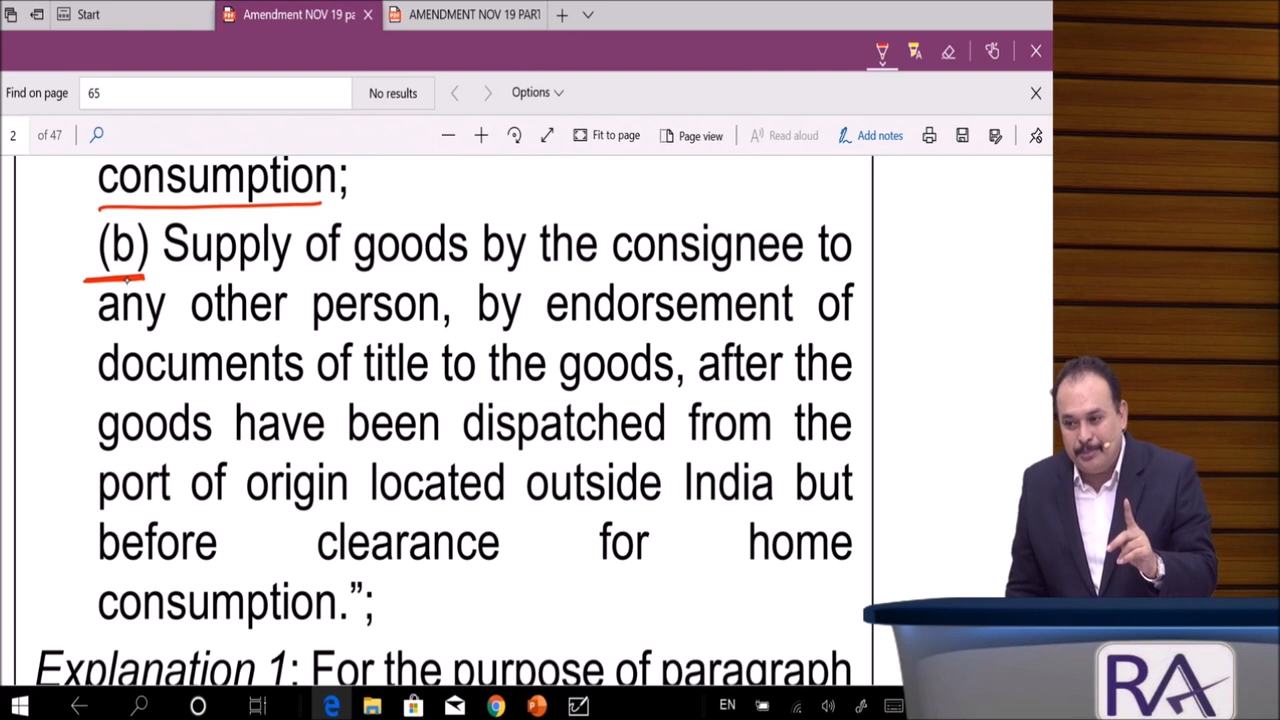 Start
Amendment NOV 19 pa
AMENDMENT NOV 19 PART
Find on page
65
No results
Options
2
of 47
Fit to page
Page view
Read aloud
Add notes
consumption;
(b) Supply of goods by the consignee to
any other person, by endorsement of
documents of title to the goods, after the
goods have been dispatched from the
port of origin located outside India but
before clearance for home
consumption.”;
Explanation 1: For the purpose of paragraph
EN
RA